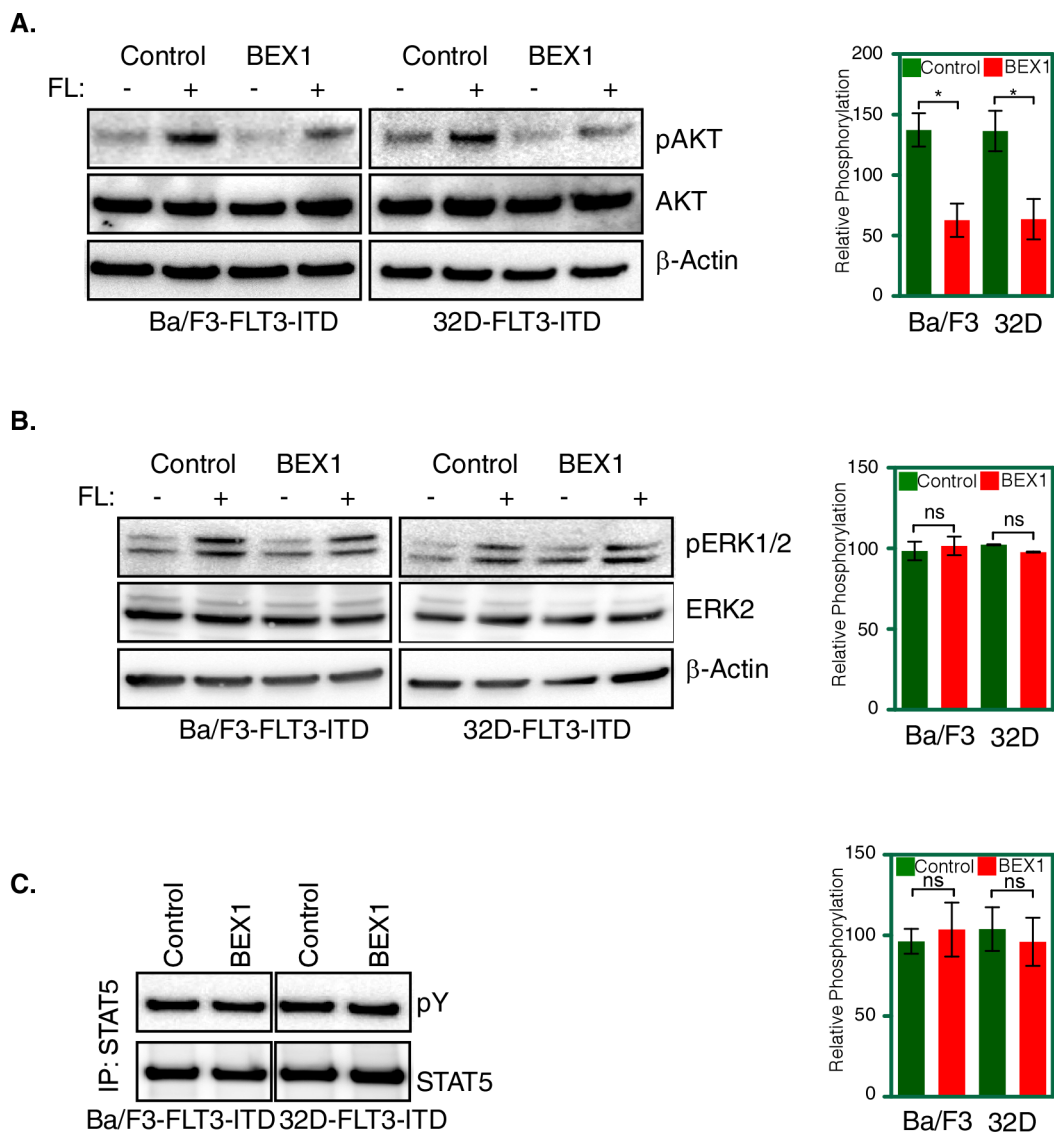 A.
Control BEX1 Control BEX1
FL: - + - + - + - +
pAKT
AKT
β-Actin
Ba/F3-FLT3-ITD 32D-FLT3-ITD
Relative Phosphorylation
200
150
100
50
0
Control BEX1
* *
Ba/F3 32D
B.
Control BEX1 Control BEX1
FL: - + - + - + - +
pERK1/2
ERK2
β-Actin
Ba/F3-FLT3-ITD 32D-FLT3-ITD
Relative Phosphorylation
150
100
50
0
Control BEX1
ns ns
Ba/F3 32D
C.
Control BEX1 Control BEX1
IP: STAT5
pY
STAT5
Ba/F3-FLT3-ITD 32D-FLT3-ITD
Relative Phosphorylation
150
100
50
0
Control BEX1
ns ns
Ba/F3 32D